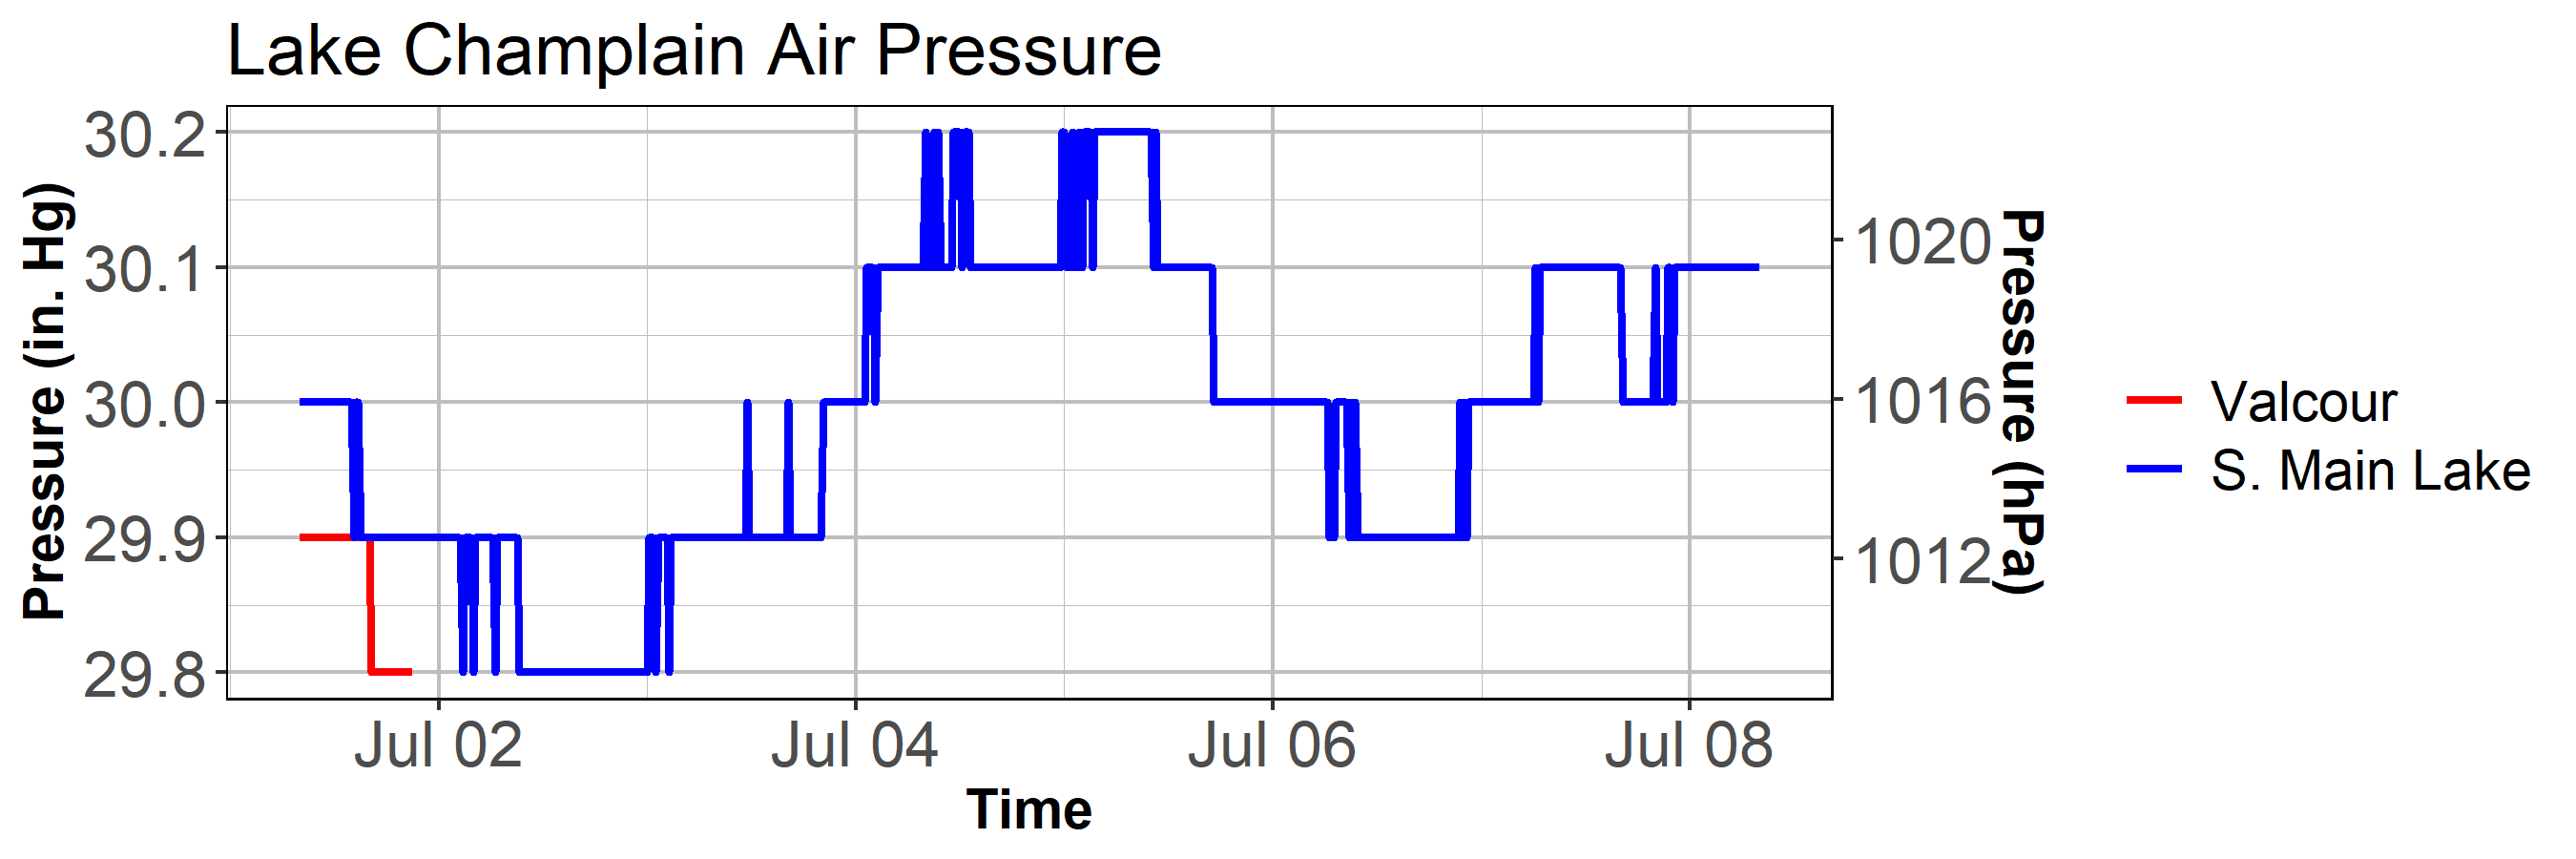 Lake Champlain Air Pressure
Pressure (in. Hg)
30.2
30.1
30.0
29.9
29.8
1020
1016
1012
Pressure (hPa)
Valcour
S. Main Lake
Jul 02
Jul 04
Jul 06
Jul 08
Time